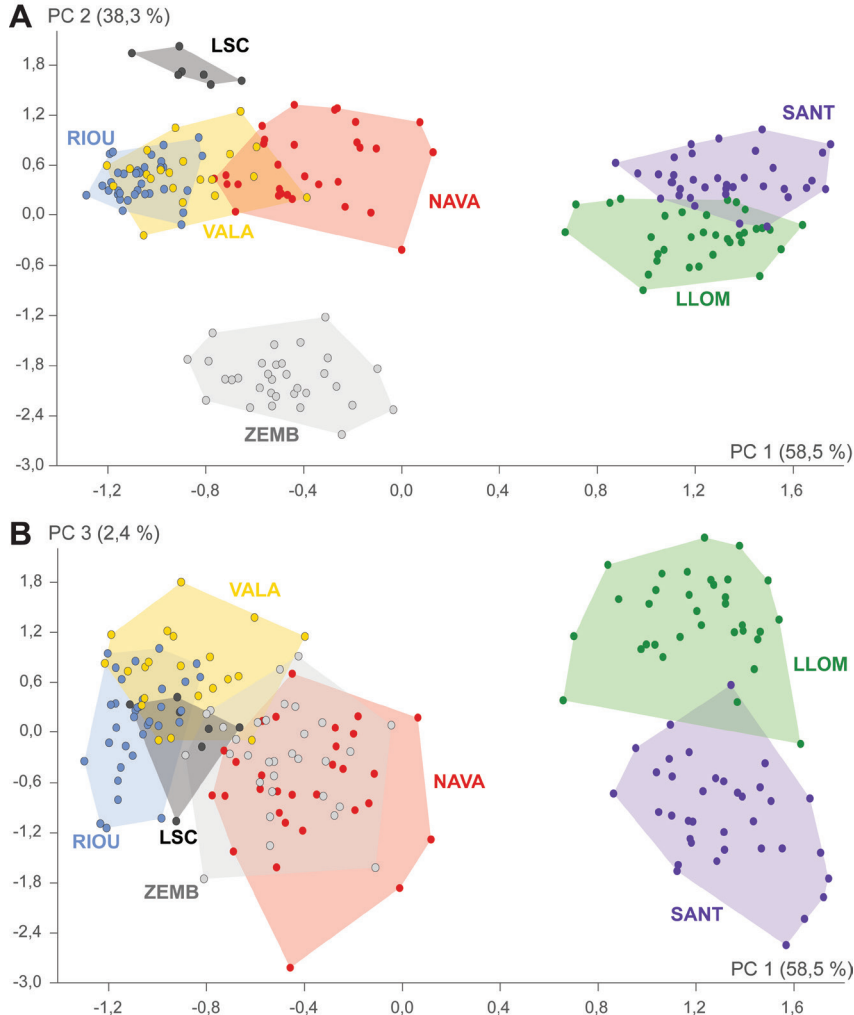 A PC 2 (38,3 %)
LSC
1,8
SANT
1,2
RIOU
0,6
NAVA
0,0
VALA
-0,6
LLOM
-1,2
-1,8
-2,4
ZEMB
PC 1 (58,5 %)
-3,0
-1,2 -0,8 -0,4 0,0 0,4 0,8 1,2 1,6
B PC 3 (2,4 %)
VALA
1,8
1,2
LLOM
0,6
0,0
-0,6
NAVA
-1,2
RIOU LSC
-1,8
ZEMB
SANT
-2,4
PC 1 (58,5 %)
-3,0
-1,2 -0,8 -0,4 0,0 0,4 0,8 1,2 1,6